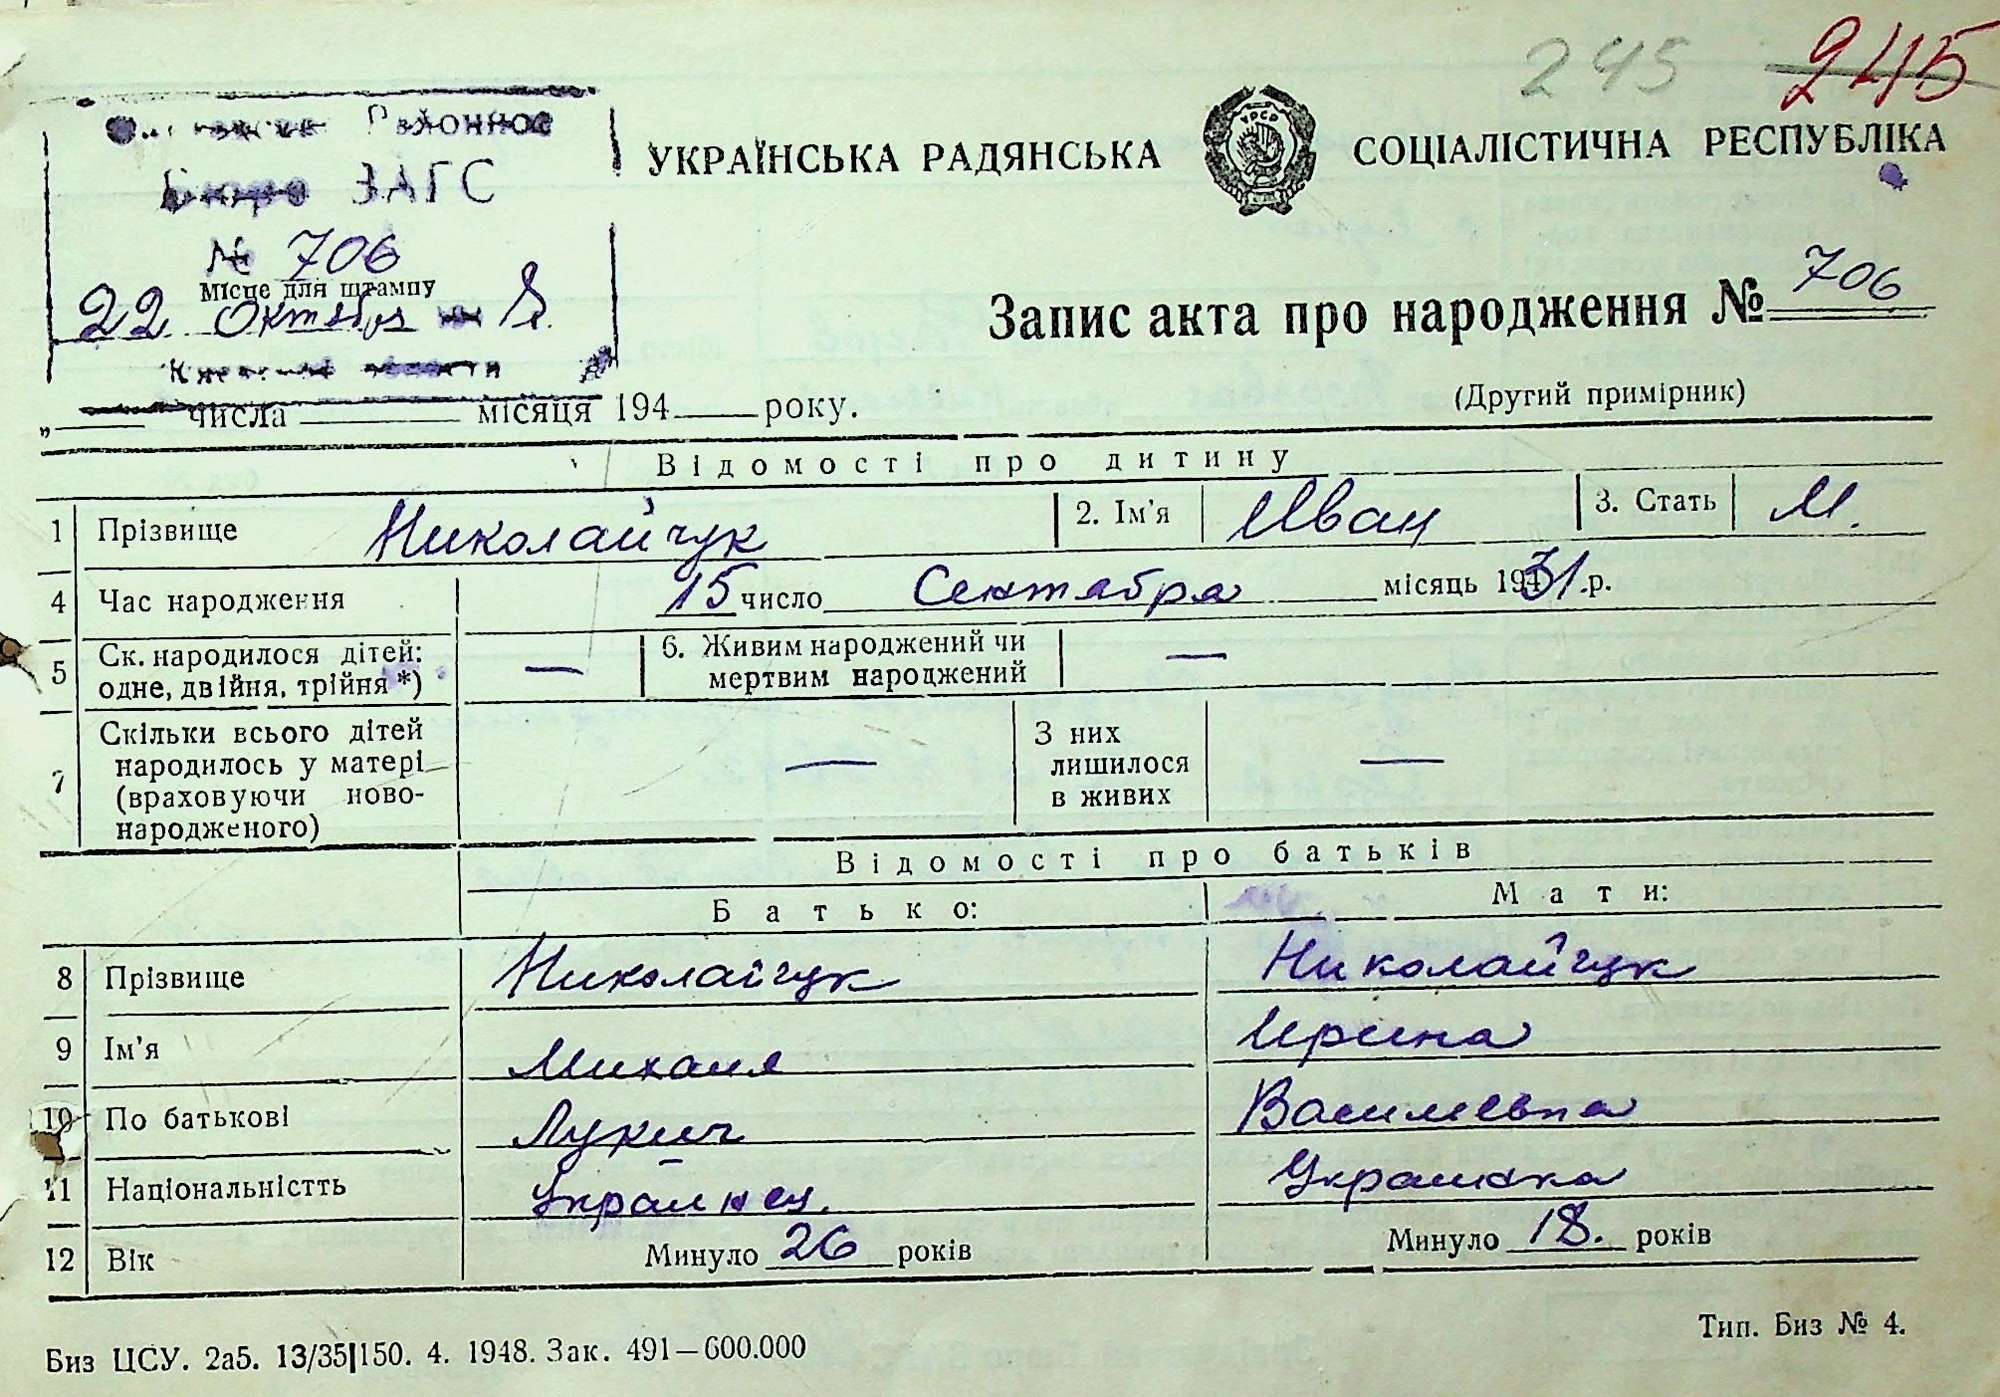 245 245
Районное
Бюро ЗАГС
№ 706
Місце для штампу
22 Октября
УКРАЇНСЬКА РАДЯНСЬКА СОЦІАЛІСТИЧНА РЕСПУБЛІКА
УРСР
Запис акта про народження № 706
(Другий примірник)
„ числа місяця 194 року.
Відомості про дитину
1 Прізвище Николайчук 2. Ім'я Иван 3. Стать М.
4 Час народження 15 число Сентября місяць 1931.р.
5 Ск. народилося дітей: одне, двійня, трійня *) — 6. Живим народжений чи мертвим народжений —
7 Скільки всього дітей народилось у матері (враховуючи ново-народженого) — З них лишилося в живих —
Відомості про батьків
Батько: Мати:
8 Прізвище Николайчук Николайчук
9 Ім'я Михаил Ирина
10 По батькові Лукич Васильевна
11 Національністть Украинец. Украинка
12 Вік Минуло 26 років Минуло 18. років
Биз ЦСУ. 2а5. 13/35|150. 4. 1948. Зак. 491—600.000 Тип. Биз № 4.